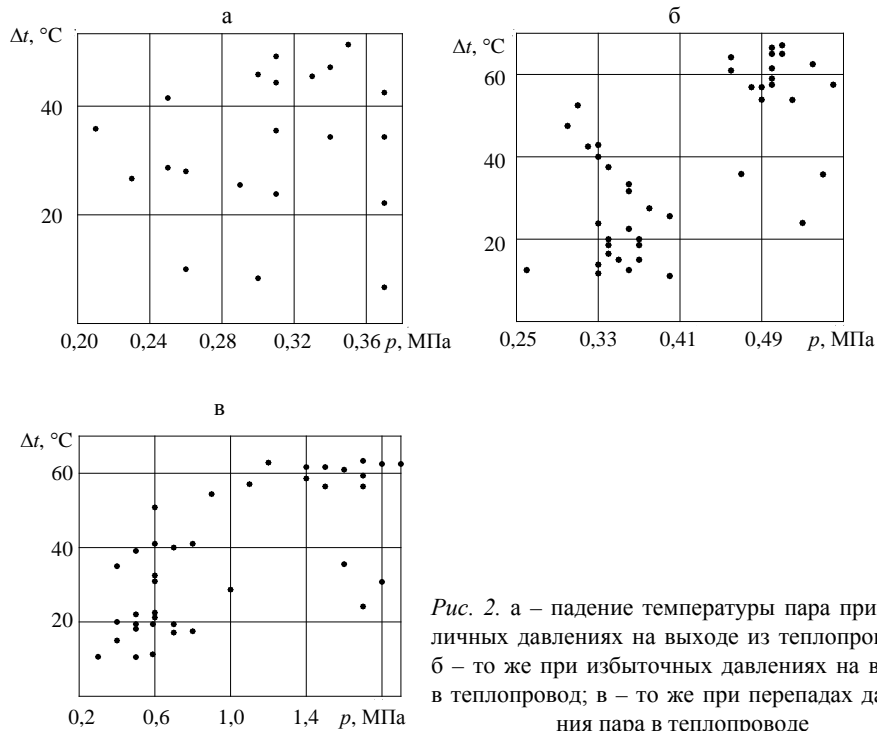 а
Δt, °C
40
20
0,20 0,24 0,28 0,32 0,36 p, МПа
б
Δt, °C
60
40
20
0,25 0,33 0,41 0,49 p, МПа
в
Δt, °C
60
40
20
0,2 0,6 1,0 1,4 p, МПа
Рис. 2. а – падение температуры пара при
личных давлениях на выходе из теплопро
б – то же при избыточных давлениях на в
в теплопровод; в – то же при перепадах да
ния пара в теплопроводе